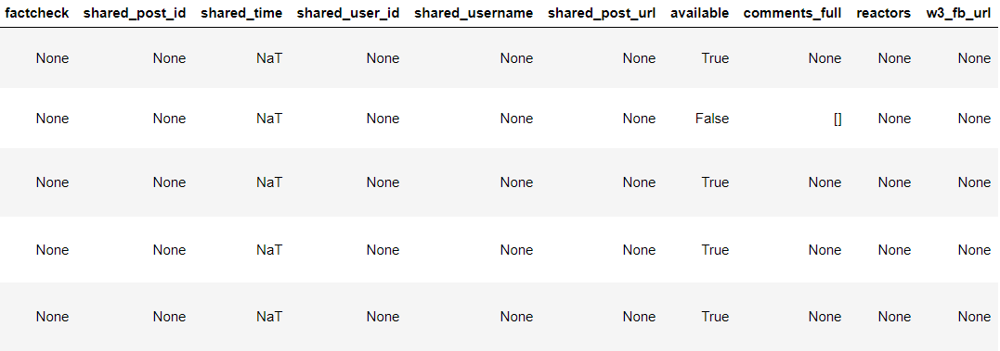 factcheck shared_post_id shared_time shared_user_id shared_username shared_post_url available comments_full reactors w3_fb_url
None None NaT None None None True None None None
None None NaT None None None False [] None None
None None NaT None None None True None None None
None None NaT None None None True None None None
None None NaT None None None True None None None